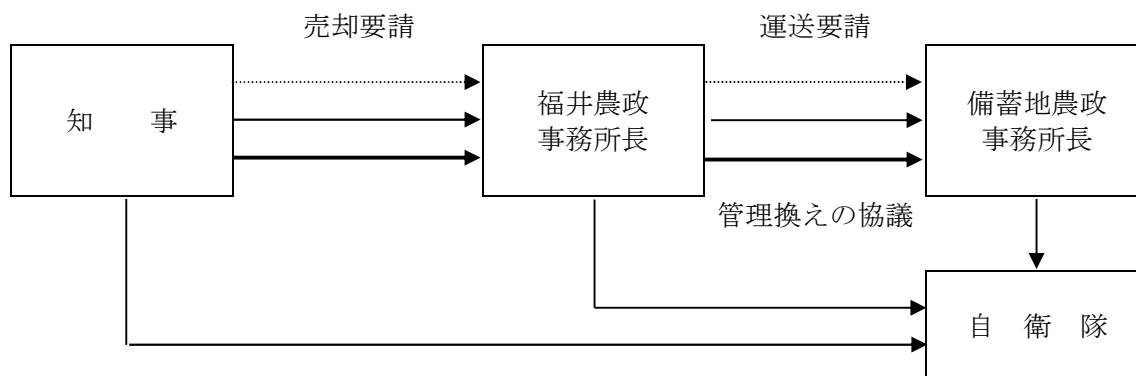 売却要請
運送要請
知　　事
福井農政
事務所長
備蓄地農政
事務所長
管理換えの協議
自　衛　隊